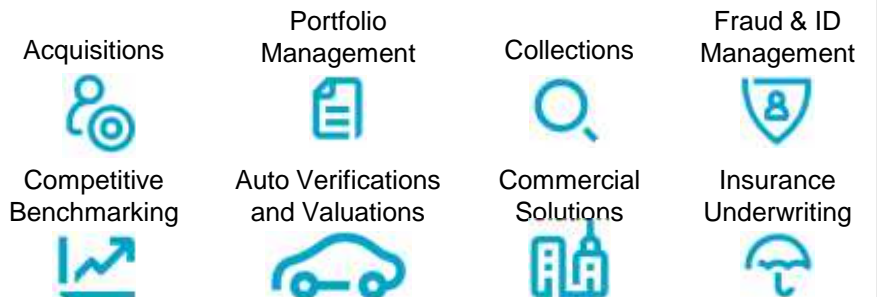 Acquisitions
Portfolio
Management
Collections
Fraud & ID
Management
Competitive
Benchmarking
Auto Verifications
and Valuations
Commercial
Solutions
Insurance
Underwriting